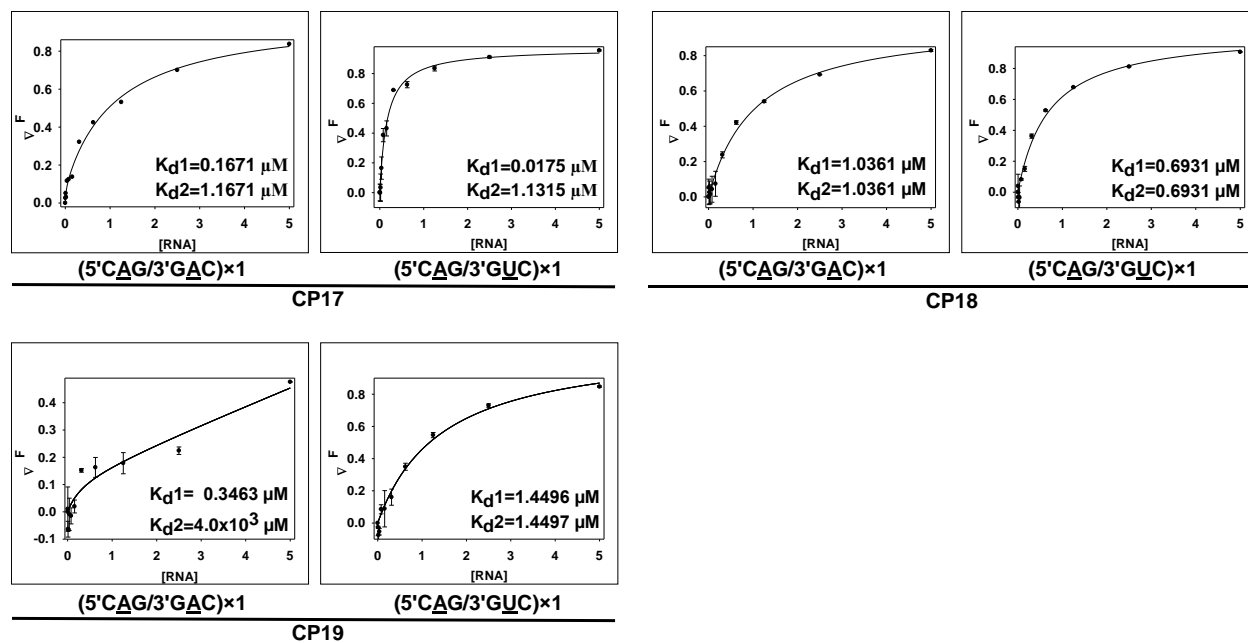 F
∇
0.8
0.6
0.4
0.2
0.0
Kd1=0.1671 μM
Kd2=1.1671 μM
0 1 2 3 4 5
[RNA]
(5'CAG/3'GAC)×1
F
∇
1.0
0.8
0.6
0.4
0.2
0.0
Kd1=0.0175 μM
Kd2=1.1315 μM
0 1 2 3 4 5
[RNA]
(5'CAG/3'GUC)×1
CP17
F
∇
0.8
0.6
0.4
0.2
0.0
Kd1=1.0361 μM
Kd2=1.0361 μM
0 1 2 3 4 5
[RNA]
(5'CAG/3'GAC)×1
F
∇
0.8
0.6
0.4
0.2
0.0
Kd1=0.6931 μM
Kd2=0.6931 μM
0 1 2 3 4 5
[RNA]
(5'CAG/3'GUC)×1
CP18
F
∇
0.4
0.3
0.2
0.1
0.0
-0.1
Kd1= 0.3463 μM
Kd2=4.0x10³ μM
0 1 2 3 4 5
[RNA]
(5'CAG/3'GAC)×1
F
∇
0.8
0.6
0.4
0.2
0.0
Kd1=1.4496 μM
Kd2=1.4497 μM
0 1 2 3 4 5
[RNA]
(5'CAG/3'GUC)×1
CP19